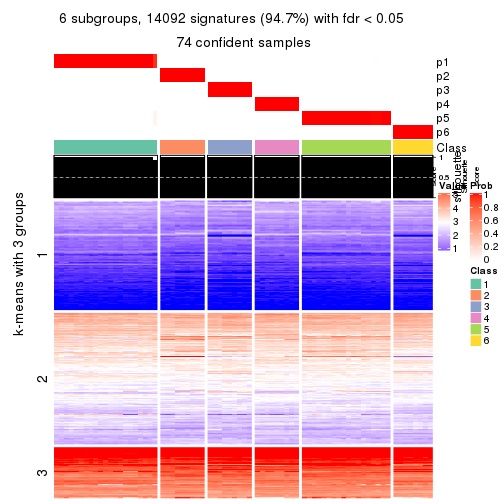 6 subgroups, 14092 signatures (94.7%) with fdr < 0.05
74 confident samples
p1
p2
p3
p4
p5
p6
Class
1
0.5
silhouette
score
Value
4
3
2
1
Prob
1
0.8
0.6
0.4
0.2
0
Class
1
2
3
4
5
6
k-means with 3 groups
1
2
3